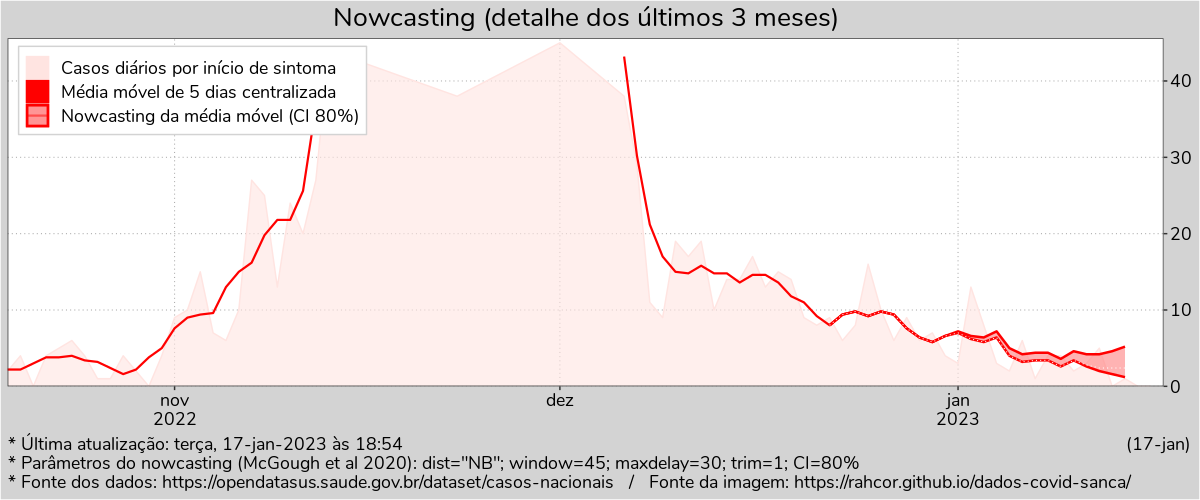 Nowcasting (detalhe dos últimos 3 meses)
Casos diários por início de sintoma
Média móvel de 5 dias centralizada
Nowcasting da média móvel (CI 80%)
40
30
20
10
0
nov
2022
dez
jan
2023
* Última atualização: terça, 17-jan-2023 às 18:54
(17-jan)
* Parâmetros do nowcasting (McGough et al 2020): dist="NB"; window=45; maxdelay=30; trim=1; CI=80%
* Fonte dos dados: https://opendatasus.saude.gov.br/dataset/casos-nacionais / Fonte da imagem: https://rahcor.github.io/dados-covid-sanca/